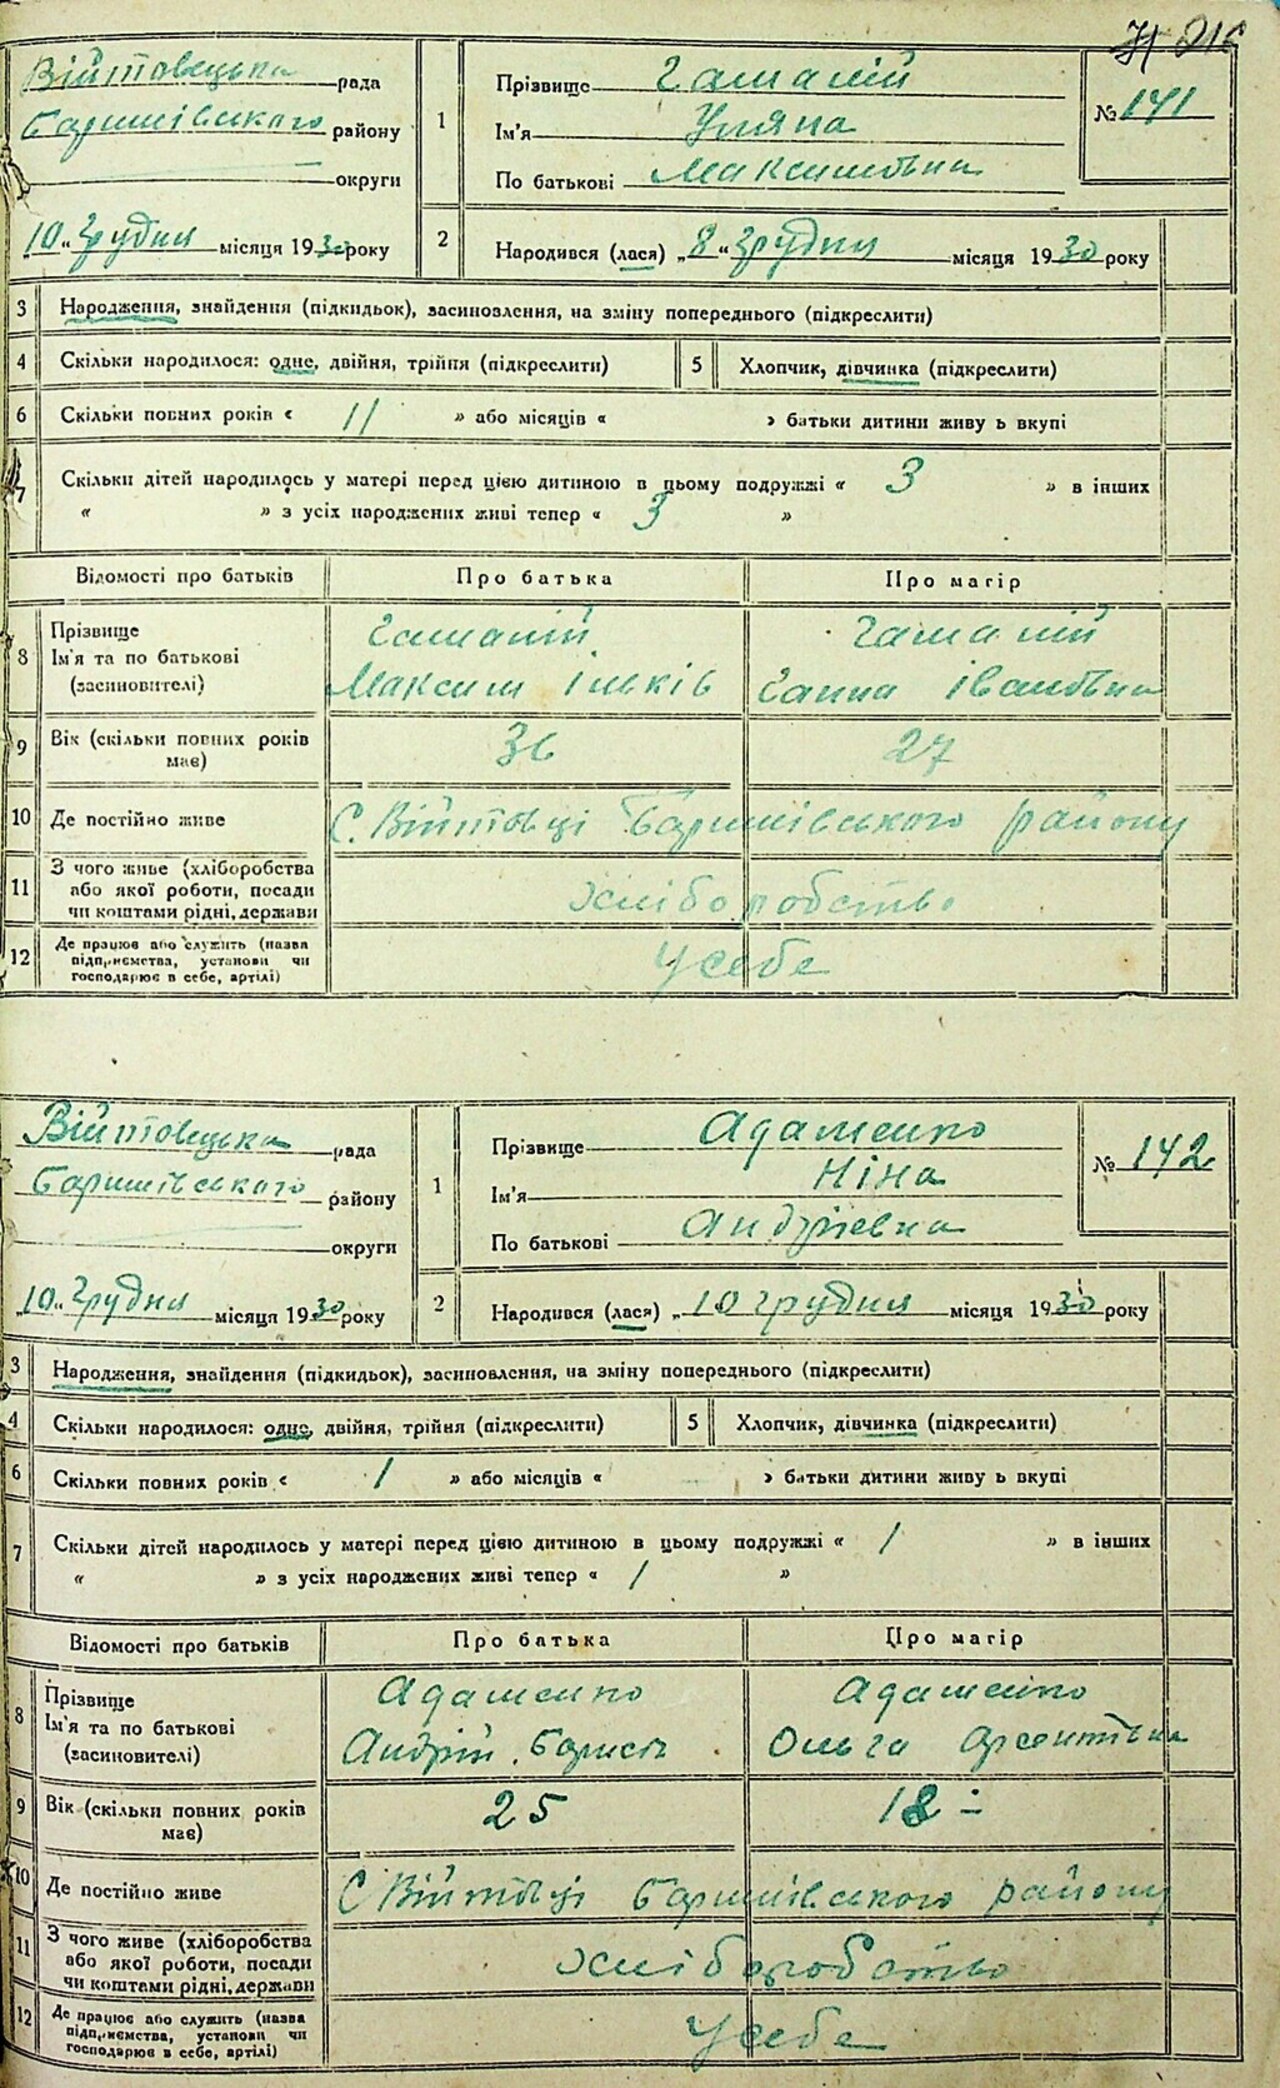 216
Війтовецька рада
Баришівського району
округи
„10“ Грудня місяця 1930 року
1
Прізвище Гамалій
Ім'я Уляна
По батькові Максимовна
№ 141
2
Народився (лася) „8“ Грудня місяця 1930 року
3 Народження, знайдення (підкидьок), засиновлення, на зміну попереднього (підкреслити)
4 Скільки народилося: одне, двійня, трійня (підкреслити) 5 Хлопчик, дівчинка (підкреслити)
6 Скільки повних років « 11 » або місяців « » батьки дитини живуть вкупі
7 Скільки дітей народилось у матері перед цією дитиною в цьому подружжі « 3 » в інших
« » з усіх народжених живі тепер « 3 »
Відомості про батьків Про батька Про матір
8 Прізвище Гамалій Гамалій
Ім'я та по батькові Максим Ільків Ганна Івановна
(засиновителі)
9 Вік (скільки повних років 36 27
має)
10 Де постійно живе С. Війтовці Баришівського району
11 З чого живе (хліборобства
або якої роботи, посади хліборобство
чи коштами рідні, держави
12 Де працює або служить (назва
підприємства, установи чи Усебе
господарює в себе, артілі)
Війтовецька рада
Баришівського району
округи
„10“ Грудня місяця 1930 року
1
Прізвище Адаменко
Ім'я Ніна
По батькові Андріевна
№ 142
2
Народився (лася) „10 грудня місяця 1930 року
3 Народження, знайдення (підкидьок), засиновлення, на зміну попереднього (підкреслити)
4 Скільки народилося: одне, двійня, трійня (підкреслити) 5 Хлопчик, дівчинка (підкреслити)
6 Скільки повних років « 1 » або місяців « » батьки дитини живуть вкупі
7 Скільки дітей народилось у матері перед цією дитиною в цьому подружжі « 1 » в інших
« » з усіх народжених живі тепер « 1 »
Відомості про батьків Про батька Про матір
8 Прізвище Адаменко Адаменко
Ім'я та по батькові Андрій Ольга
(засиновителі)
9 Вік (скільки повних років 25 18
має)
10 Де постійно живе С Війтовці Баришівського району
11 З чого живе (хліборобства
або якої роботи, посади хліборобство
чи коштами рідні, держави
12 Де працює або служить (назва
підприємства, установи чи Усебе
господарює в себе, артілі)